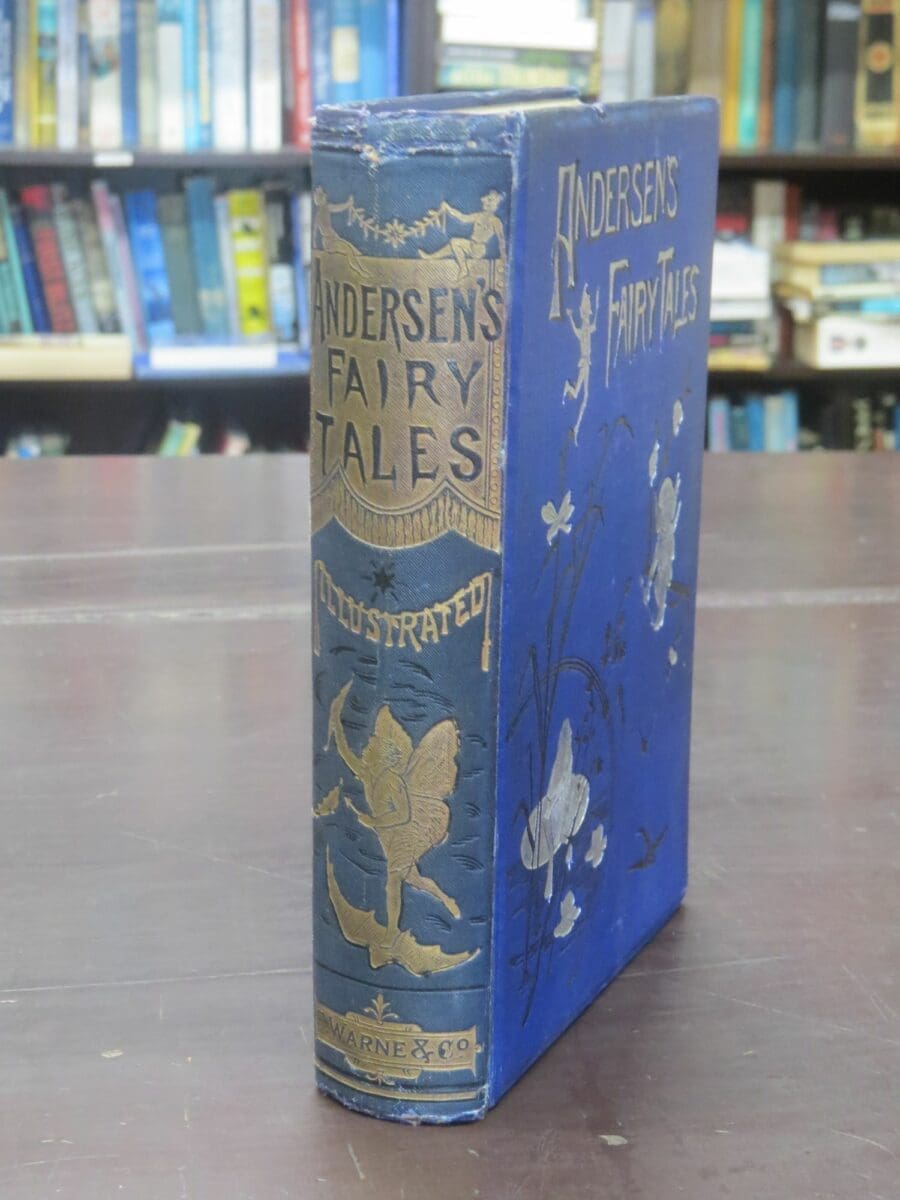 ANDERSEN'S
FAIRY
TALES
ILLUSTRATED
WARNE & Co
ANDERSEN'S
FAIRY TALES